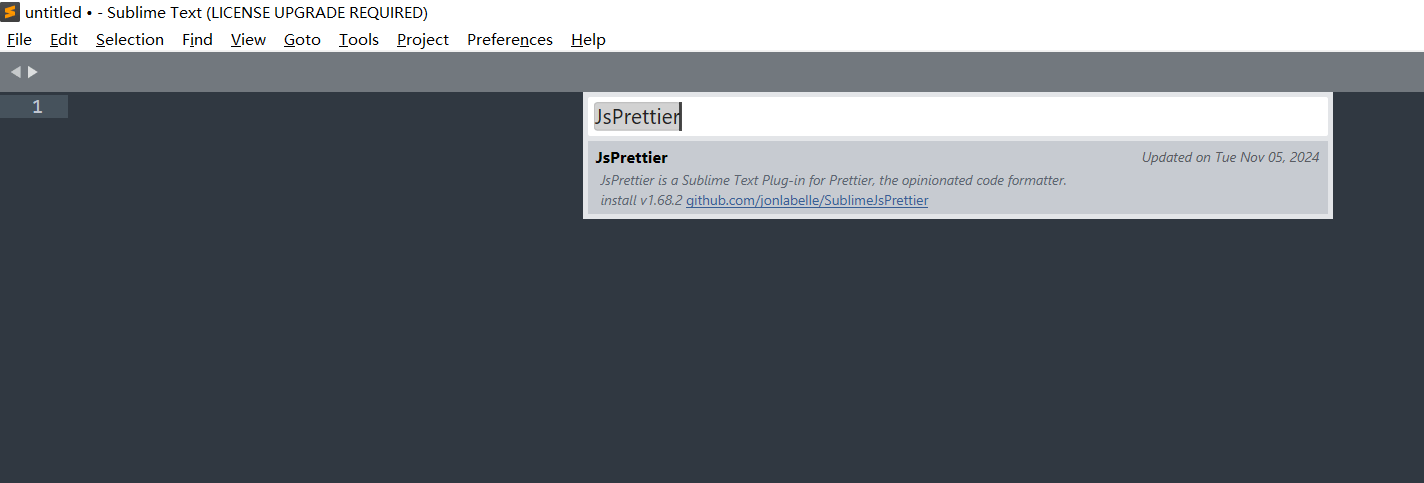 untitled • - Sublime Text (LICENSE UPGRADE REQUIRED)
File Edit Selection Find View Goto Tools Project Preferences Help
1
JsPrettier
JsPrettier Updated on Tue Nov 05, 2024
JsPrettier is a Sublime Text Plug-in for Prettier, the opinionated code formatter.
install v1.68.2 github.com/jonlabelle/SublimeJsPrettier